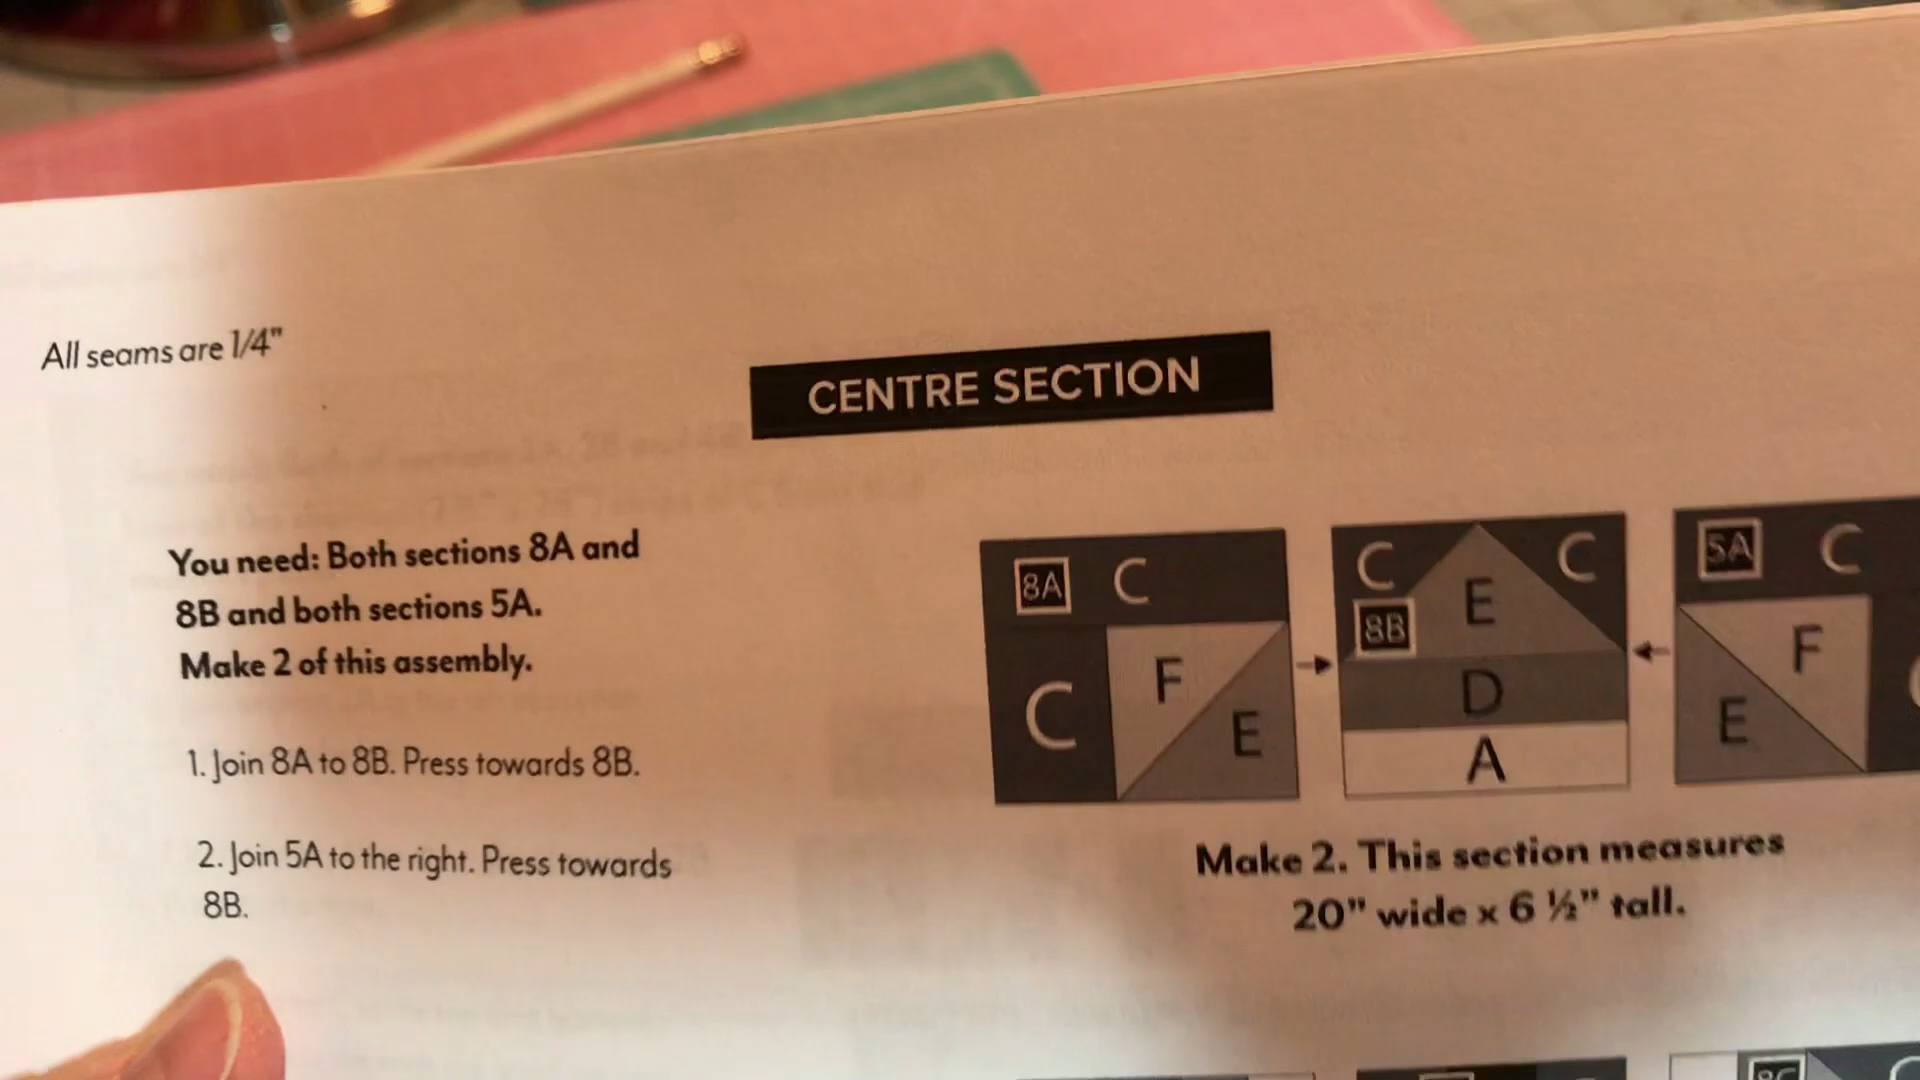 All seams are 1/4"
CENTRE SECTION
You need: Both sections 8A and
8B and both sections 5A.
Make 2 of this assembly.
1. Join 8A to 8B. Press towards 8B.
2. Join 5A to the right. Press towards
8B.
8A C
C F E
C E C
8B
D
A
5A C
E F
Make 2. This section measures
20" wide x 6 ½" tall.
8C